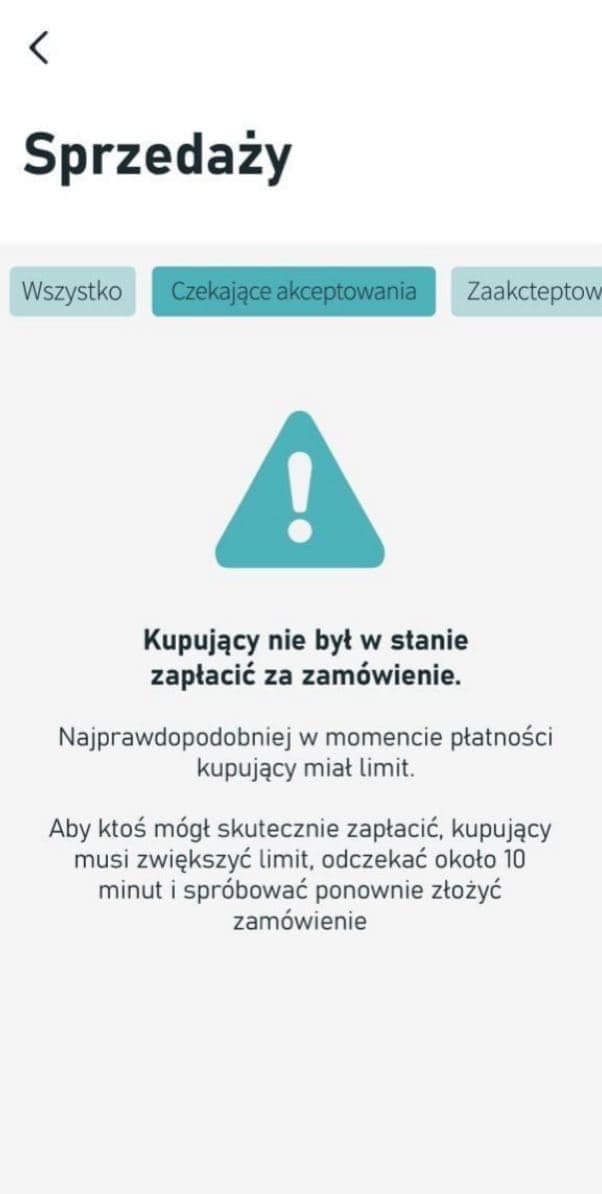 Sprzedaży
Wszystko
Czekające akceptowania
Zaakcteptow
Kupujący nie był w stanie
zapłacić za zamówienie.
Najprawdopodobniej w momencie płatności
kupujący miał limit.
Aby ktoś mógł skutecznie zapłacić, kupujący
musi zwiększyć limit, odczekać około 10
minut i spróbować ponownie złożyć
zamówienie